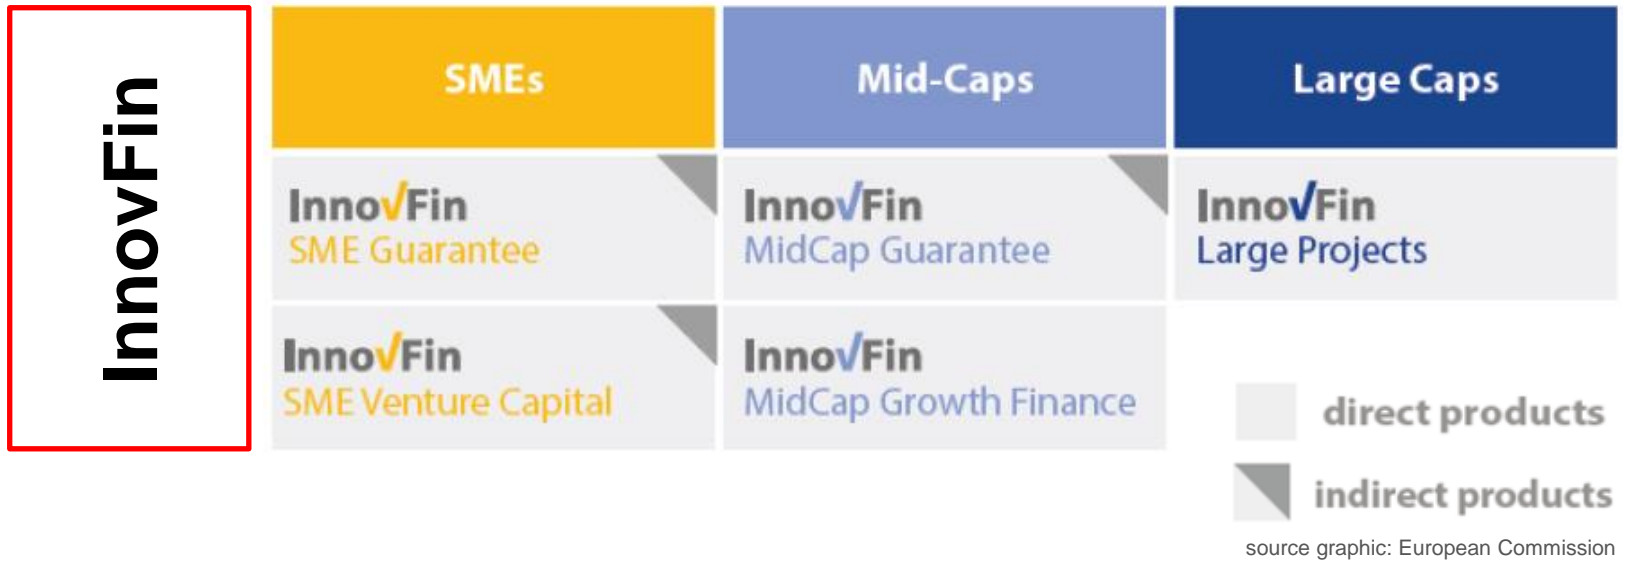 InnovFin
SMEs
Mid-Caps
Large Caps
InnovFin
SME Guarantee
InnovFin
MidCap Guarantee
InnovFin
Large Projects
InnovFin
SME Venture Capital
InnovFin
MidCap Growth Finance
direct products
indirect products
source graphic: European Commission